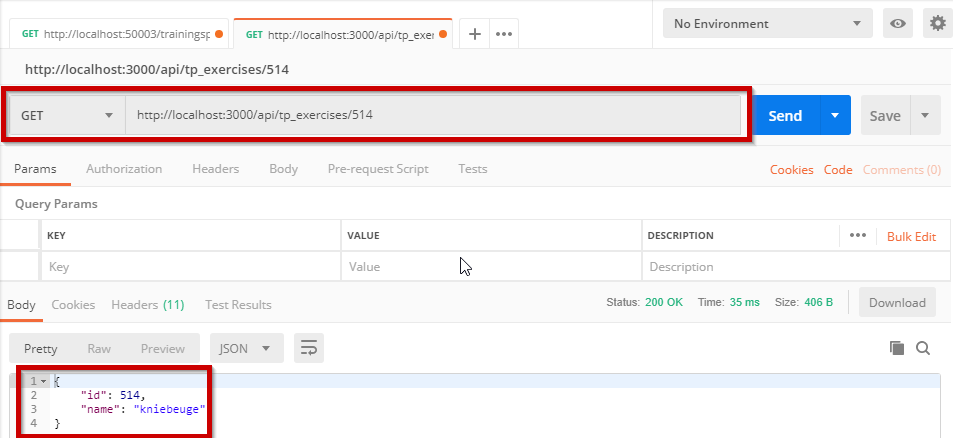 GET http://localhost:50003/trainingsp
GET http://localhost:3000/api/tp_exer
No Environment
http://localhost:3000/api/tp_exercises/514
GET http://localhost:3000/api/tp_exercises/514 Send Save
Params Authorization Headers Body Pre-request Script Tests Cookies Code Comments (0)
Query Params
KEY VALUE DESCRIPTION Bulk Edit
Key Value Description
Body Cookies Headers (11) Test Results Status: 200 OK Time: 35 ms Size: 406 B Download
Pretty Raw Preview JSON
1 {
2 "id": 514,
3 "name": "kniebeuge"
4 }